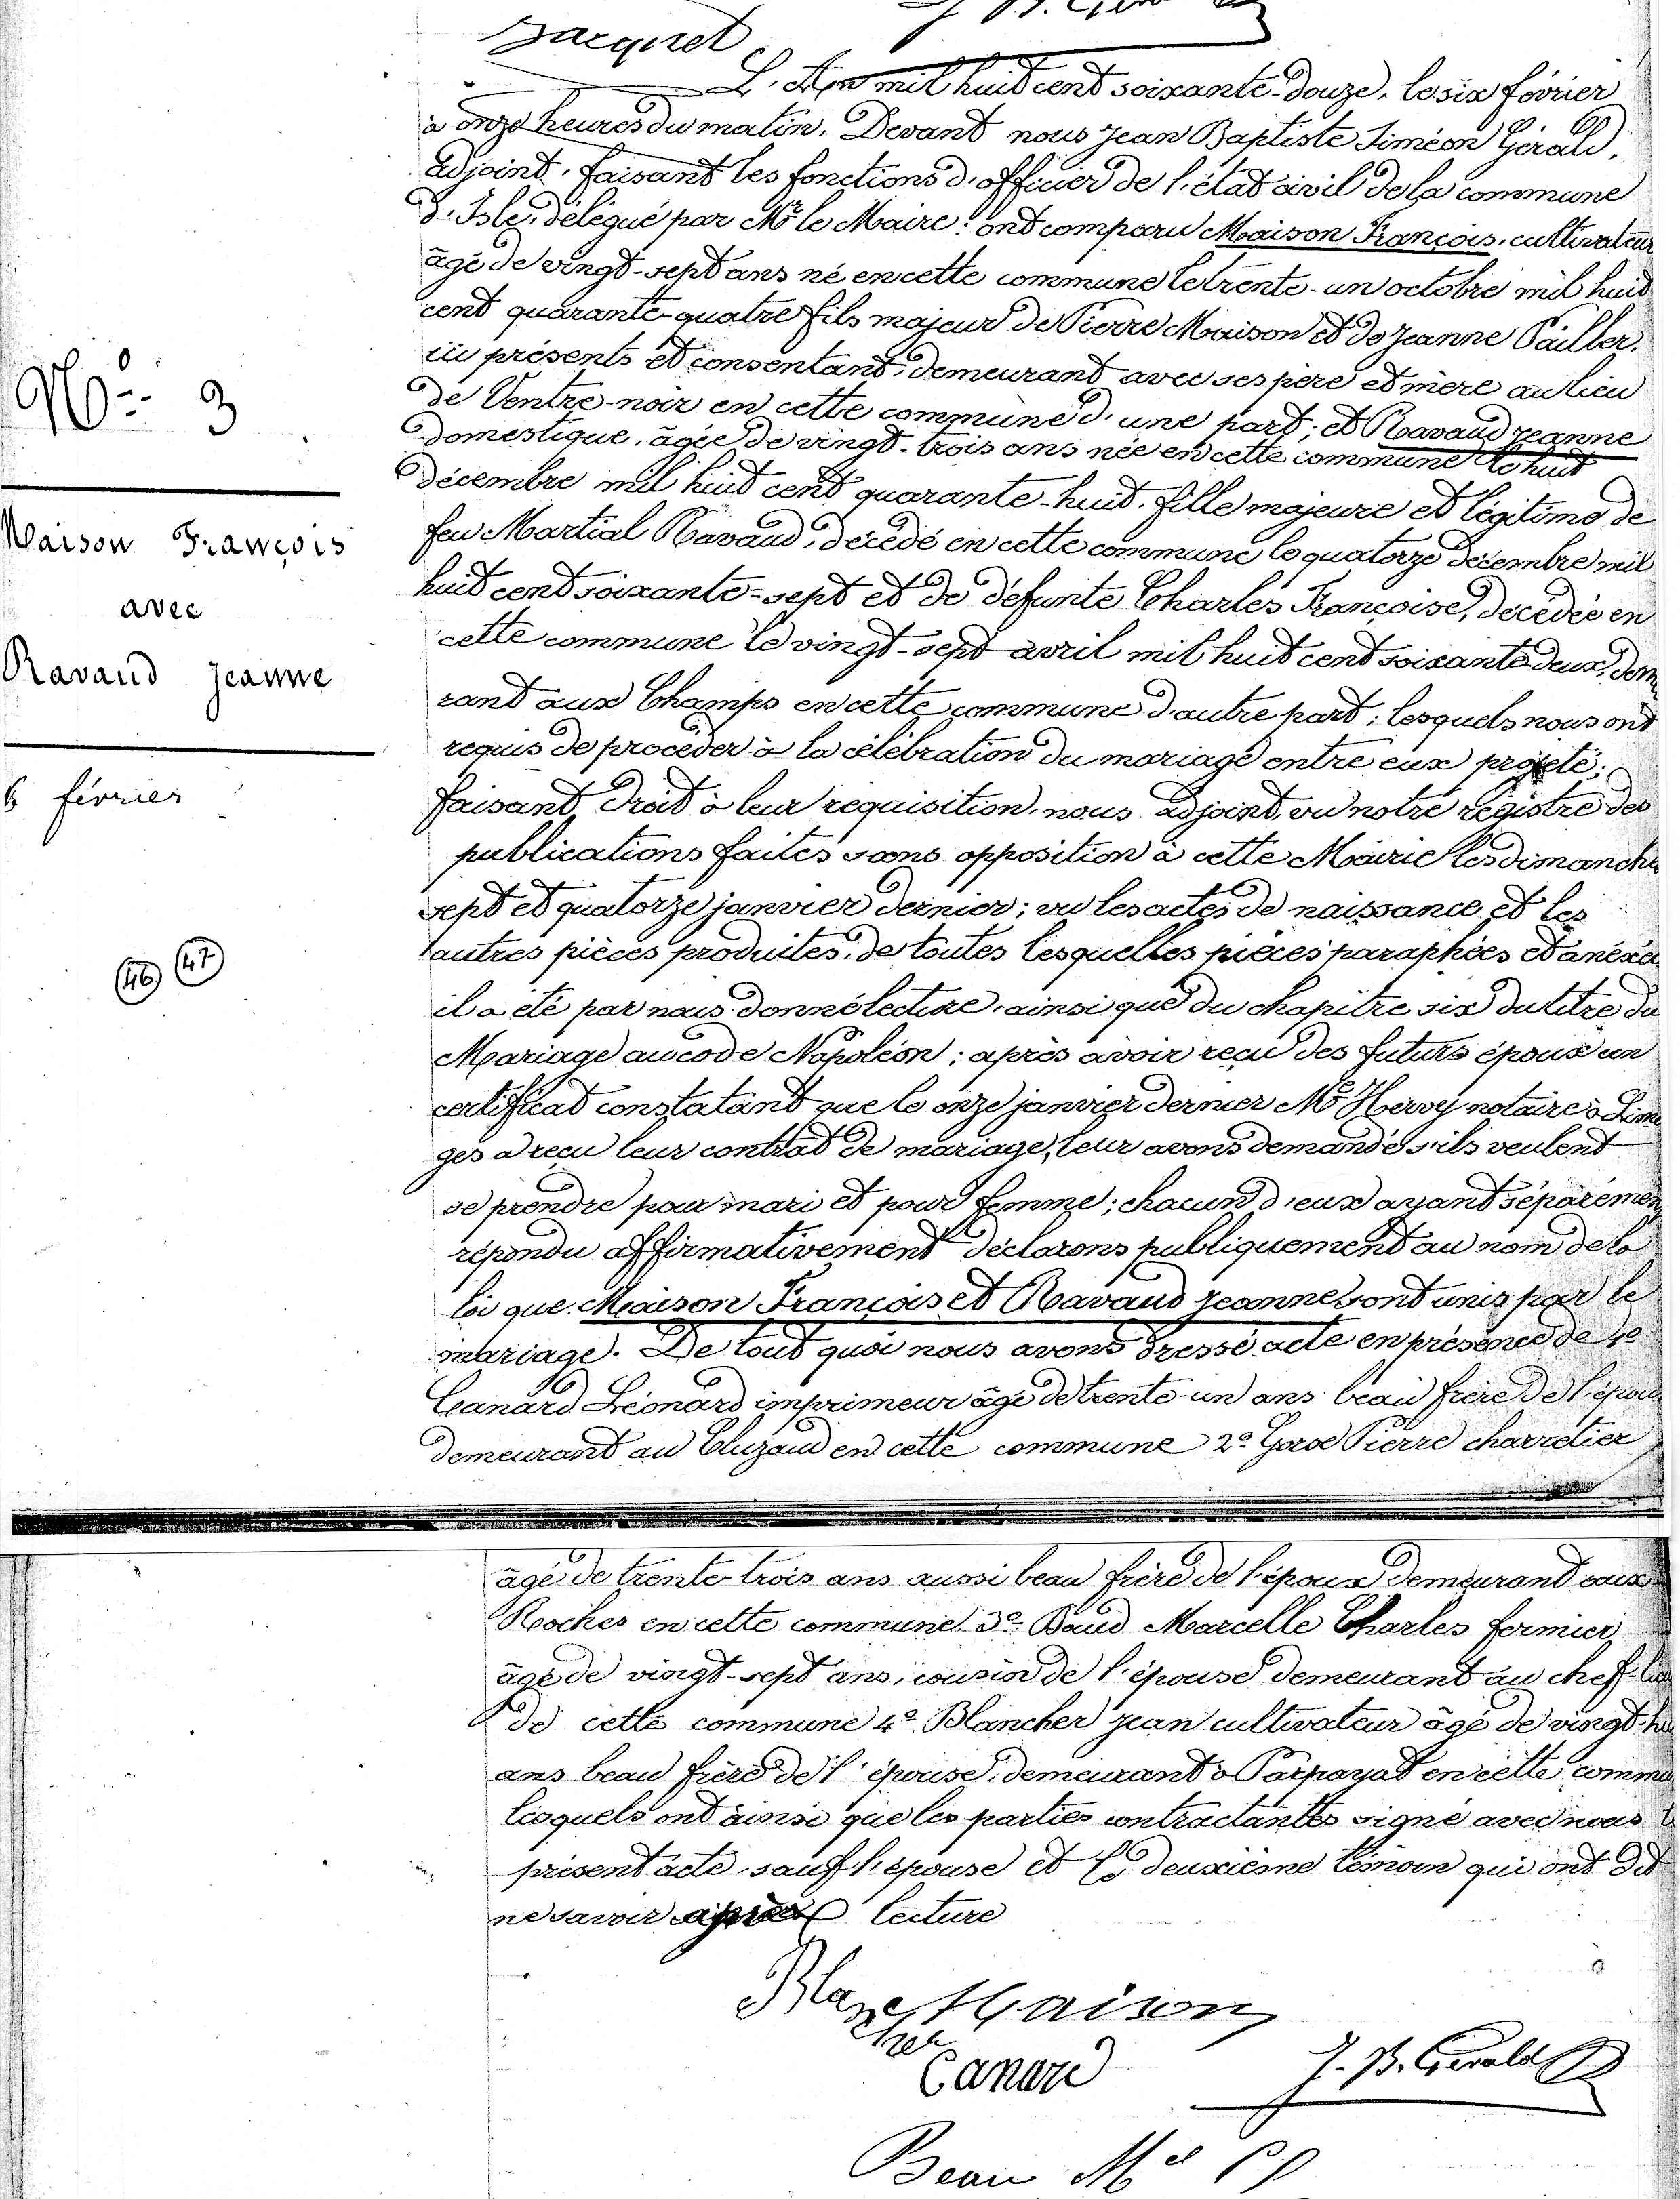 Jacquet
L'An mil huit cent soixante-douze, le six février
à onze heures du matin. Devant nous Jean Baptiste Siméon Gérald,
adjoint, faisant les fonctions d'officier de l'état civil de la commune
d'Isle, délégué par Mr le Maire: ont comparu Maison François, cultivateur
âgé de vingt-sept ans né en cette commune le trente-un octobre mil huit
cent quarante-quatre fils majeur de Pierre Maison et de Jeanne Pailler,
ici présents et consentant, demeurant avec ses père et mère au lieu
de Ventre-noir en cette commune d'une part; et Ravaud Jeanne
domestique, âgée de vingt-trois ans née en cette commune le huit
décembre mil huit cent quarante-huit, fille majeure et légitime de
feu Martial Ravaud, décédé en cette commune le quatorze décembre mil
huit cent soixante-sept et de défunte Charles Françoise, décédée en
cette commune le vingt-sept avril mil huit cent soixante deux, demeu
rant aux Champs en cette commune d'autre part; lesquels nous ont
requis de procéder à la célébration du mariage entre eux projeté;
faisant droit à leur requisition, nous adjoint, vu notre registre des
publications faites sans opposition à cette Mairie les dimanche
sept et quatorze janvier dernier; vu les actes de naissance et les
autres pièces produites, de toutes lesquelles pièces paraphées et anéxées
il a été par nous donné lecture, ainsi que du chapitre six du titre du
Mariage au code Napoléon; après avoir reçu des futurs époux un
certificat constatant que le onze janvier dernier Me Hervy notaire à Limo
ges a reçu leur contrat de mariage, leur avons demandé s'ils veulent
se prendre pour mari et pour femme; chacun d'eux ayant séparément
répondu affirmativement déclarons publiquement au nom de la
loi que Maison François et Ravaud Jeanne sont unis par le
mariage. De tout quoi nous avons dressé acte en présence de 1o
Canard Léonard imprimeur âgé de trente-un ans beau frère de l'époux
demeurant au Cluzaud en cette commune 2o Gorse Pierre charretier
N° 3
Maison François
avec
Ravaud Jeanne
6 février
46 47
âgé de trente-trois ans aussi beau frère de l'époux demeurant aux
Roches en cette commune 3o Baud Marcelle Charles fermier
âgé de vingt-sept ans, cousin de l'épouse demeurant au chef-lieu
de cette commune 4o Blancher Jean cultivateur âgé de vingt-huit
ans beau frère de l'épouse, demeurant à Parpayat en cette commune
lesquels ont ainsi que les parties contractantes signé avec nous le
présent acte, sauf l'épouse et le deuxième témoin qui ont dit
ne savoir après lecture
Blancher Maison
Canard J. B. Gérald
Beau Mel Ch